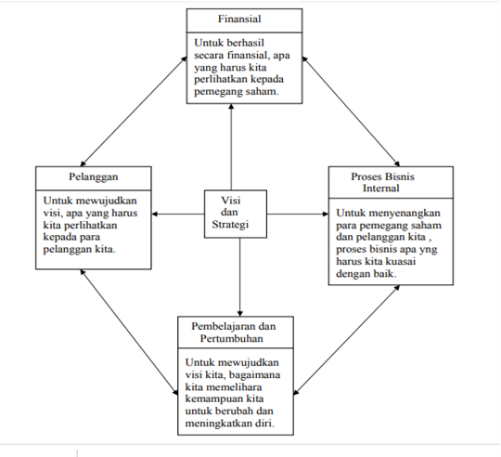 Finansial
Untuk berhasil
secara finansial, apa
yang harus kita
perlihatkan kepada
pemegang saham.
Pelanggan
Untuk mewujudkan
visi, apa yang harus
kita perlihatkan
kepada para
pelanggan kita.
Visi
dan
Strategi
Proses Bisnis
Internal
Untuk menyenangkan
para pemegang saham
dan pelanggan kita ,
proses bisnis apa yng
harus kita kuasai
dengan baik.
Pembelajaran dan
Pertumbuhan
Untuk mewujudkan
visi kita, bagaimana
kita memelihara
kemampuan kita
untuk berubah dan
meningkatkan diri.